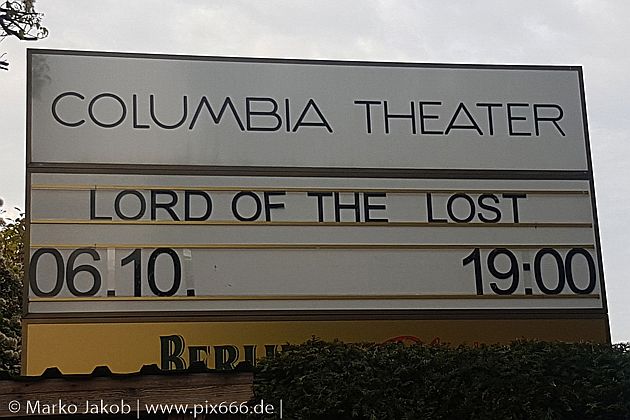 COLUMBIA THEATER
LORD OF THE LOST
06.10. 19:00
© Marko Jakob | www.pix666.de |